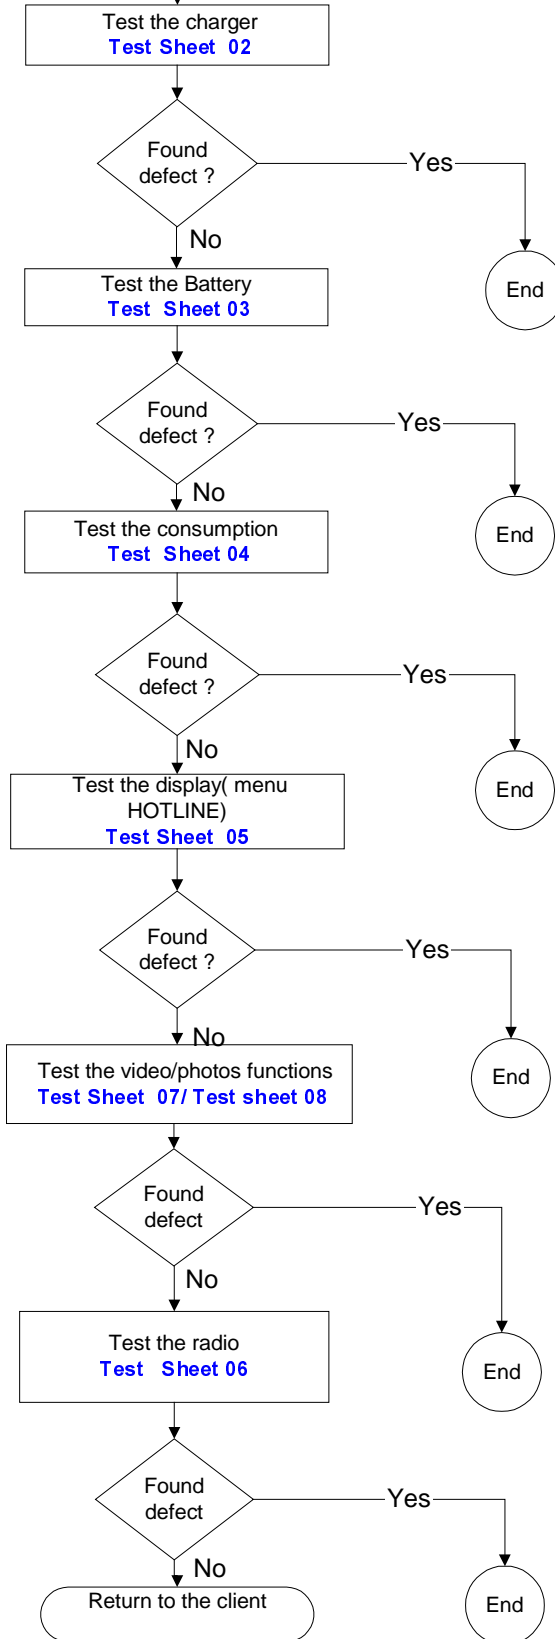 Test the charger
Test Sheet 02
Found
defect ?
Yes
No
End
Test the Battery
Test Sheet 03
Found
defect ?
Yes
No
End
Test the consumption
Test Sheet 04
Found
defect ?
Yes
No
End
Test the display( menu
HOTLINE)
Test Sheet 05
Found
defect ?
Yes
No
End
Test the video/photos functions
Test Sheet 07/ Test sheet 08
Found
defect
Yes
No
End
Test the radio
Test Sheet 06
Found
defect
Yes
No
End
Return to the client